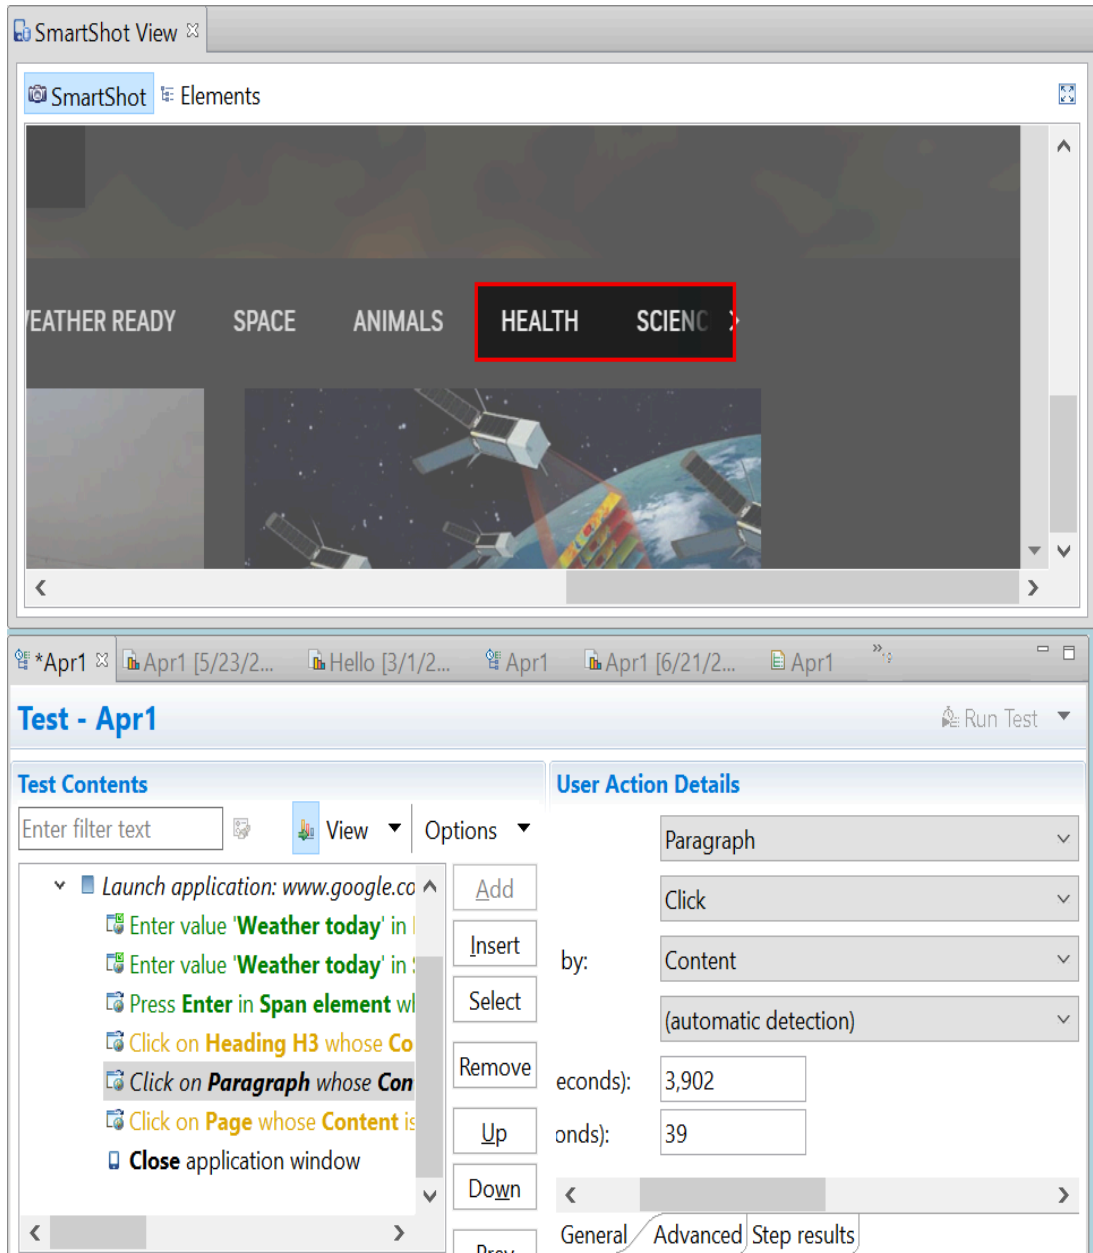 SmartShot View
SmartShot Elements
EATHER READY SPACE ANIMALS HEALTH SCIENC
*Apr1 Apr1 [5/23/2... Hello [3/1/2... Apr1 Apr1 [6/21/2... Apr1
Test - Apr1
Run Test
Test Contents
Enter filter text
View
Options
Launch application: www.google.co
Enter value 'Weather today' in
Enter value 'Weather today' in
Press Enter in Span element wh
Click on Heading H3 whose Co
Click on Paragraph whose Con
Click on Page whose Content is
Close application window
Add
Insert
Select
Remove
Up
Down
Prev
User Action Details
Paragraph
Click
by: Content
(automatic detection)
econds): 3,902
onds): 39
General Advanced Step results